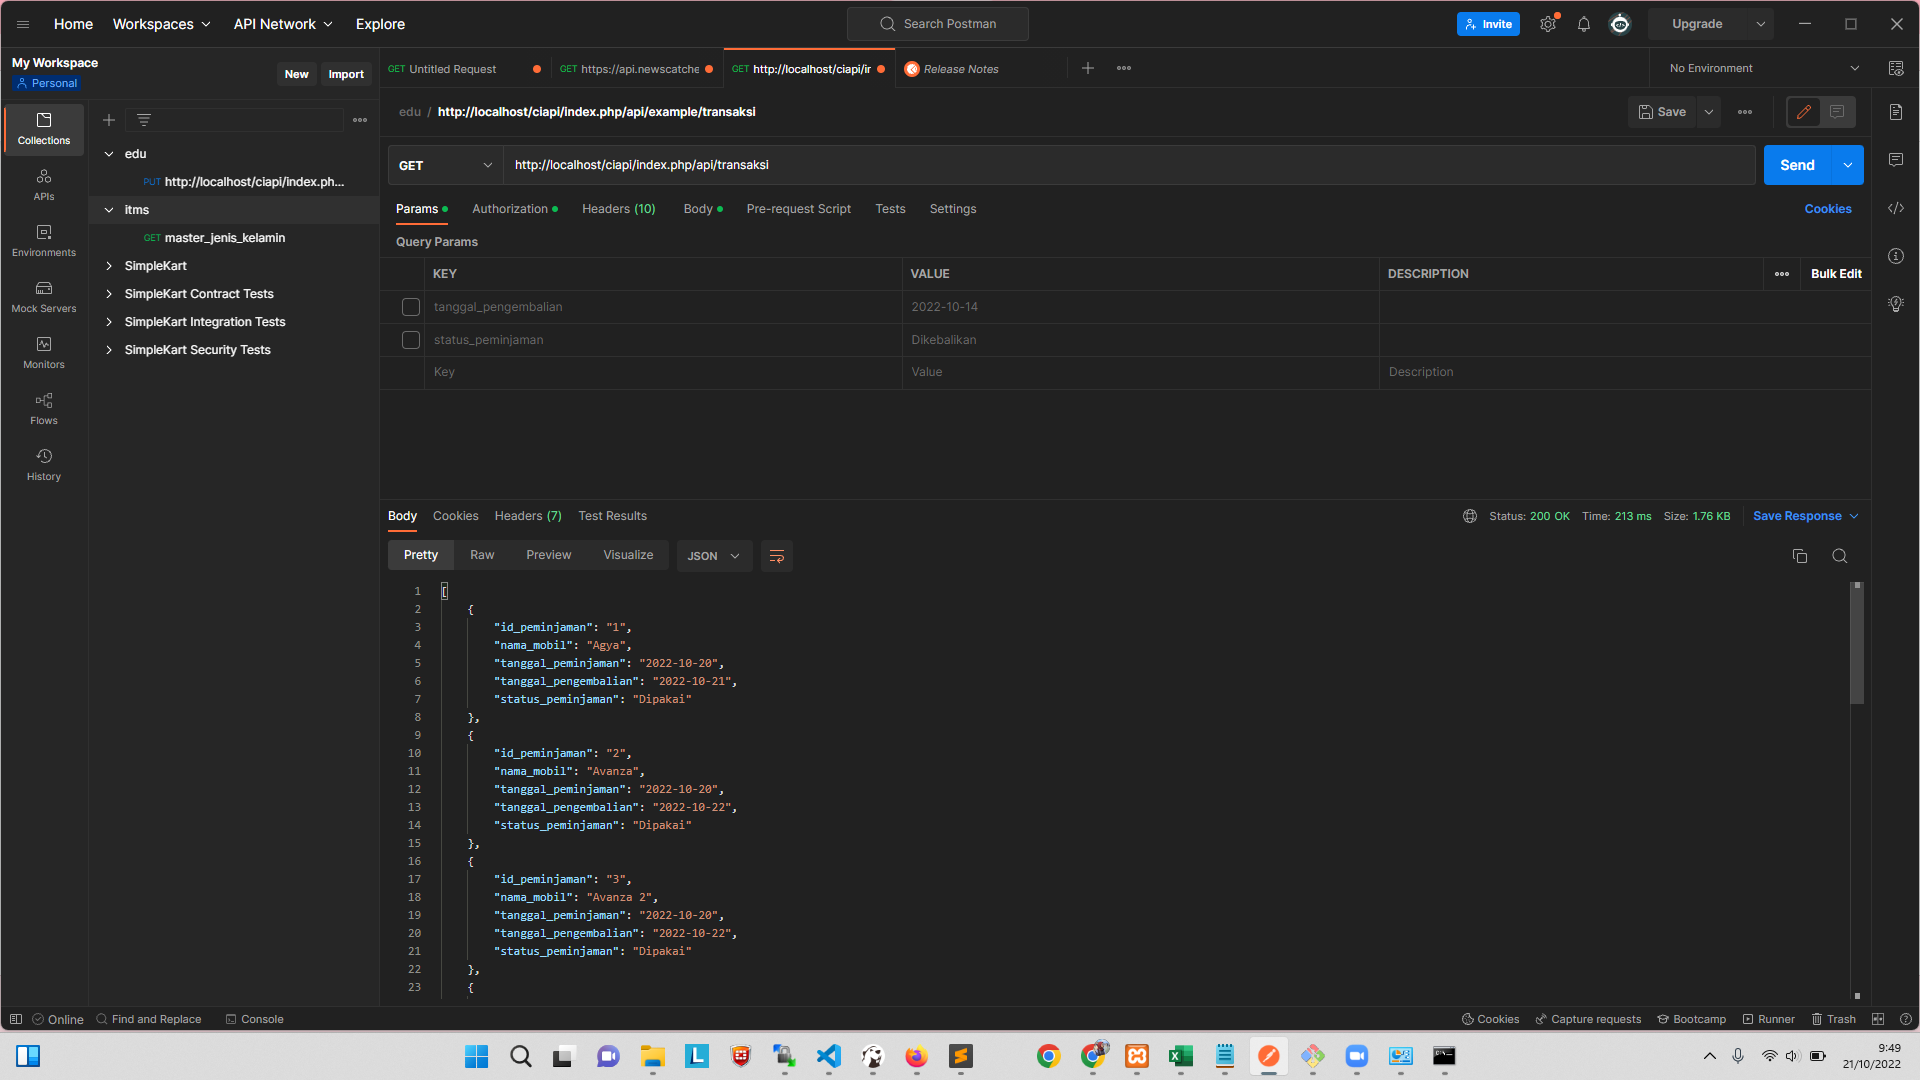 Home Workspaces API Network Explore
Search Postman
Invite
Upgrade
My Workspace
Personal
New
Import
GET Untitled Request
GET https://api.newscatche
GET http://localhost/ciapi/ir
Release Notes
No Environment
edu / http://localhost/ciapi/index.php/api/example/transaksi
Save
Collections
APIs
Environments
Mock Servers
Monitors
Flows
History
edu
PUT http://localhost/ciapi/index.ph...
itms
GET master_jenis_kelamin
SimpleKart
SimpleKart Contract Tests
SimpleKart Integration Tests
SimpleKart Security Tests
GET http://localhost/ciapi/index.php/api/transaksi
Send
Params Authorization Headers (10) Body Pre-request Script Tests Settings
Cookies
Query Params
KEY VALUE DESCRIPTION Bulk Edit
tanggal_pengembalian 2022-10-14
status_peminjaman Dikebalikan
Key Value Description
Body Cookies Headers (7) Test Results
Status: 200 OK Time: 213 ms Size: 1.76 KB Save Response
Pretty Raw Preview Visualize JSON
1 [
2 {
3 "id_peminjaman": "1",
4 "nama_mobil": "Agya",
5 "tanggal_peminjaman": "2022-10-20",
6 "tanggal_pengembalian": "2022-10-21",
7 "status_peminjaman": "Dipakai"
8 },
9 {
10 "id_peminjaman": "2",
11 "nama_mobil": "Avanza",
12 "tanggal_peminjaman": "2022-10-20",
13 "tanggal_pengembalian": "2022-10-22",
14 "status_peminjaman": "Dipakai"
15 },
16 {
17 "id_peminjaman": "3",
18 "nama_mobil": "Avanza 2",
19 "tanggal_peminjaman": "2022-10-20",
20 "tanggal_pengembalian": "2022-10-22",
21 "status_peminjaman": "Dipakai"
22 },
23 {
Online Find and Replace Console
Cookies Capture requests Bootcamp Runner Trash
L
9:49
21/10/2022